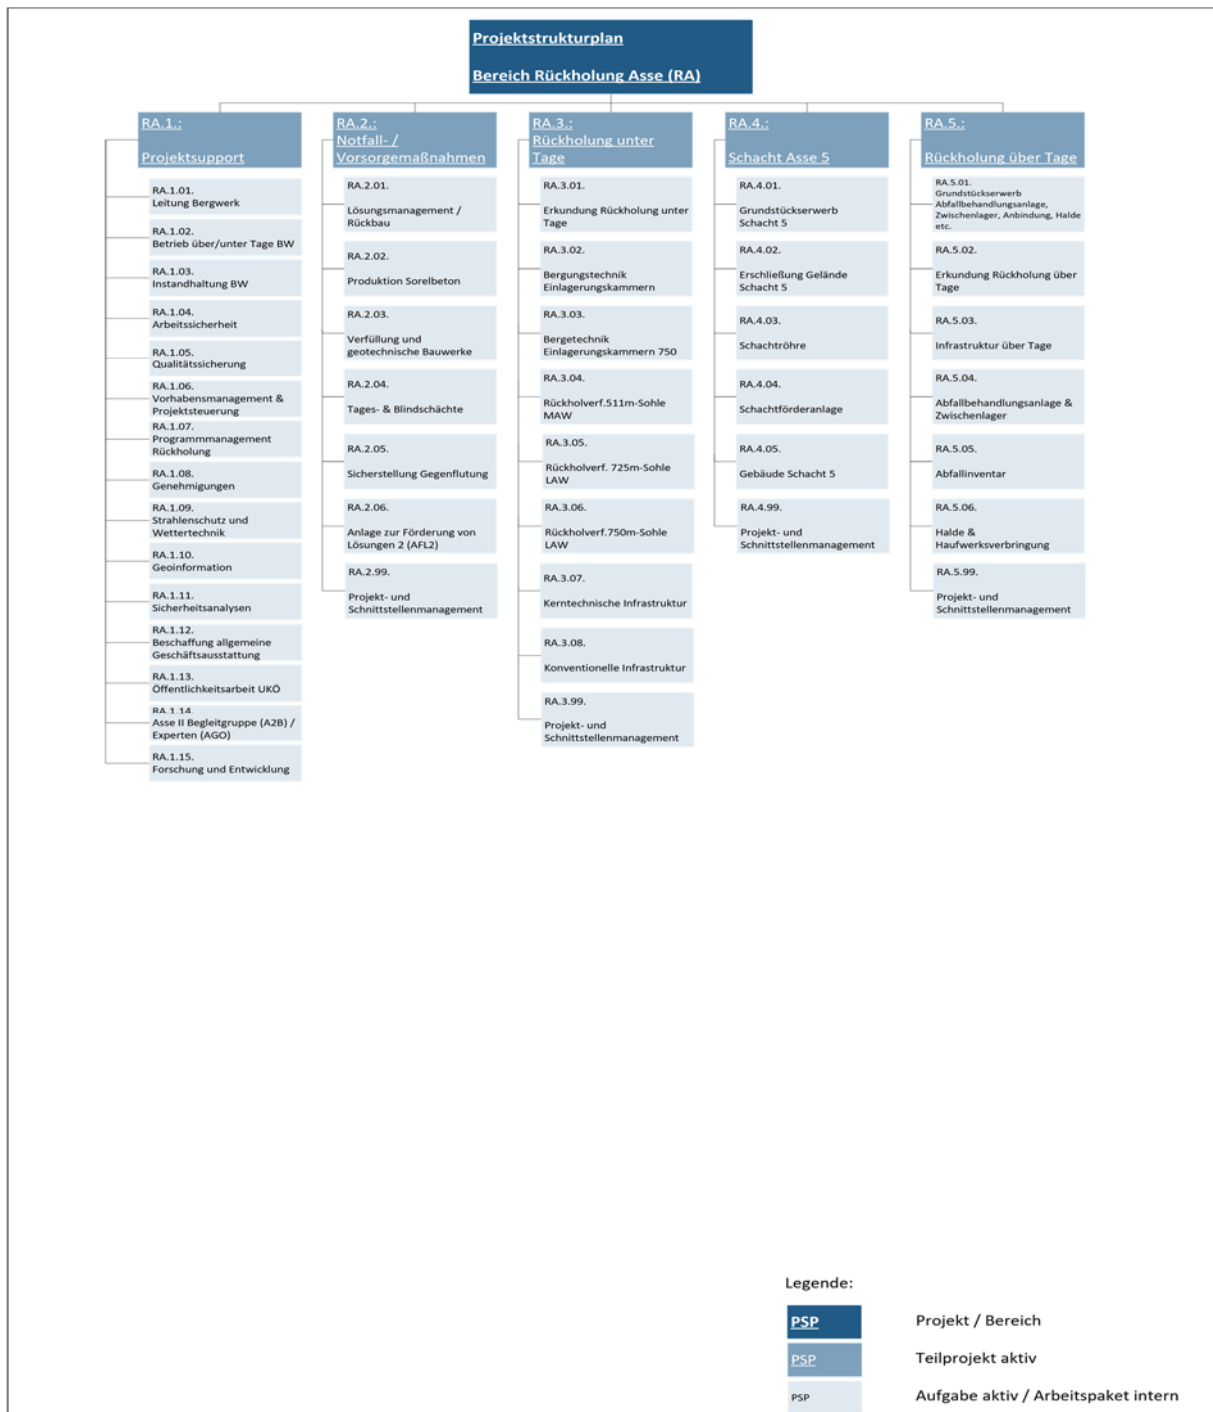 Projektstrukturplan
Bereich Rückholung Asse (RA)
RA.1.:
Projektsupport
RA.1.01.
Leitung Bergwerk
RA.1.02.
Betrieb über/unter Tage BW
RA.1.03.
Instandhaltung BW
RA.1.04.
Arbeitssicherheit
RA.1.05.
Qualitätssicherung
RA.1.06.
Vorhabensmanagement &
Projektsteuerung
RA.1.07.
Programmmanagement
Rückholung
RA.1.08.
Genehmigungen
RA.1.09.
Strahlenschutz und
Wettertechnik
RA.1.10.
Geoinformation
RA.1.11.
Sicherheitsanalysen
RA.1.12.
Beschaffung allgemeine
Geschäftsausstattung
RA.1.13.
Öffentlichkeitsarbeit UKÖ
RA.1.14.
Asse II Begleitgruppe (A2B) /
Experten (AGO)
RA.1.15.
Forschung und Entwicklung
RA.2.:
Notfall- /
Vorsorgemaßnahmen
RA.2.01.
Lösungsmanagement /
Rückbau
RA.2.02.
Produktion Sorelbeton
RA.2.03.
Verfüllung und
geotechnische Bauwerke
RA.2.04.
Tages- & Blindschächte
RA.2.05.
Sicherstellung Gegenflutung
RA.2.06.
Anlage zur Förderung von
Lösungen 2 (AFL2)
RA.2.99.
Projekt- und
Schnittstellenmanagement
RA.3.:
Rückholung unter
Tage
RA.3.01.
Erkundung Rückholung unter
Tage
RA.3.02.
Bergungstechnik
Einlagerungskammern
RA.3.03.
Bergetechnik
Einlagerungskammern 750
RA.3.04.
Rückholverf.511m-Sohle
MAW
RA.3.05.
Rückholverf. 725m-Sohle
LAW
RA.3.06.
Rückholverf.750m-Sohle
LAW
RA.3.07.
Kerntechnische Infrastruktur
RA.3.08.
Konventionelle Infrastruktur
RA.3.99.
Projekt- und
Schnittstellenmanagement
RA.4.:
Schacht Asse 5
RA.4.01.
Grundstückserwerb
Schacht 5
RA.4.02.
Erschließung Gelände
Schacht 5
RA.4.03.
Schachtröhre
RA.4.04.
Schachtförderanlage
RA.4.05.
Gebäude Schacht 5
RA.4.99.
Projekt- und
Schnittstellenmanagement
RA.5.:
Rückholung über Tage
RA.5.01.
Grundstückserwerb
Abfallbehandlungsanlage,
Zwischenlager, Anbindung, Halde
etc.
RA.5.02.
Erkundung Rückholung über
Tage
RA.5.03.
Infrastruktur über Tage
RA.5.04.
Abfallbehandlungsanlage &
Zwischenlager
RA.5.05.
Abfallinventar
RA.5.06.
Halde &
Haufwerksverbringung
RA.5.99.
Projekt- und
Schnittstellenmanagement
Legende:
PSP Projekt / Bereich
PSP Teilprojekt aktiv
PSP Aufgabe aktiv / Arbeitspaket intern